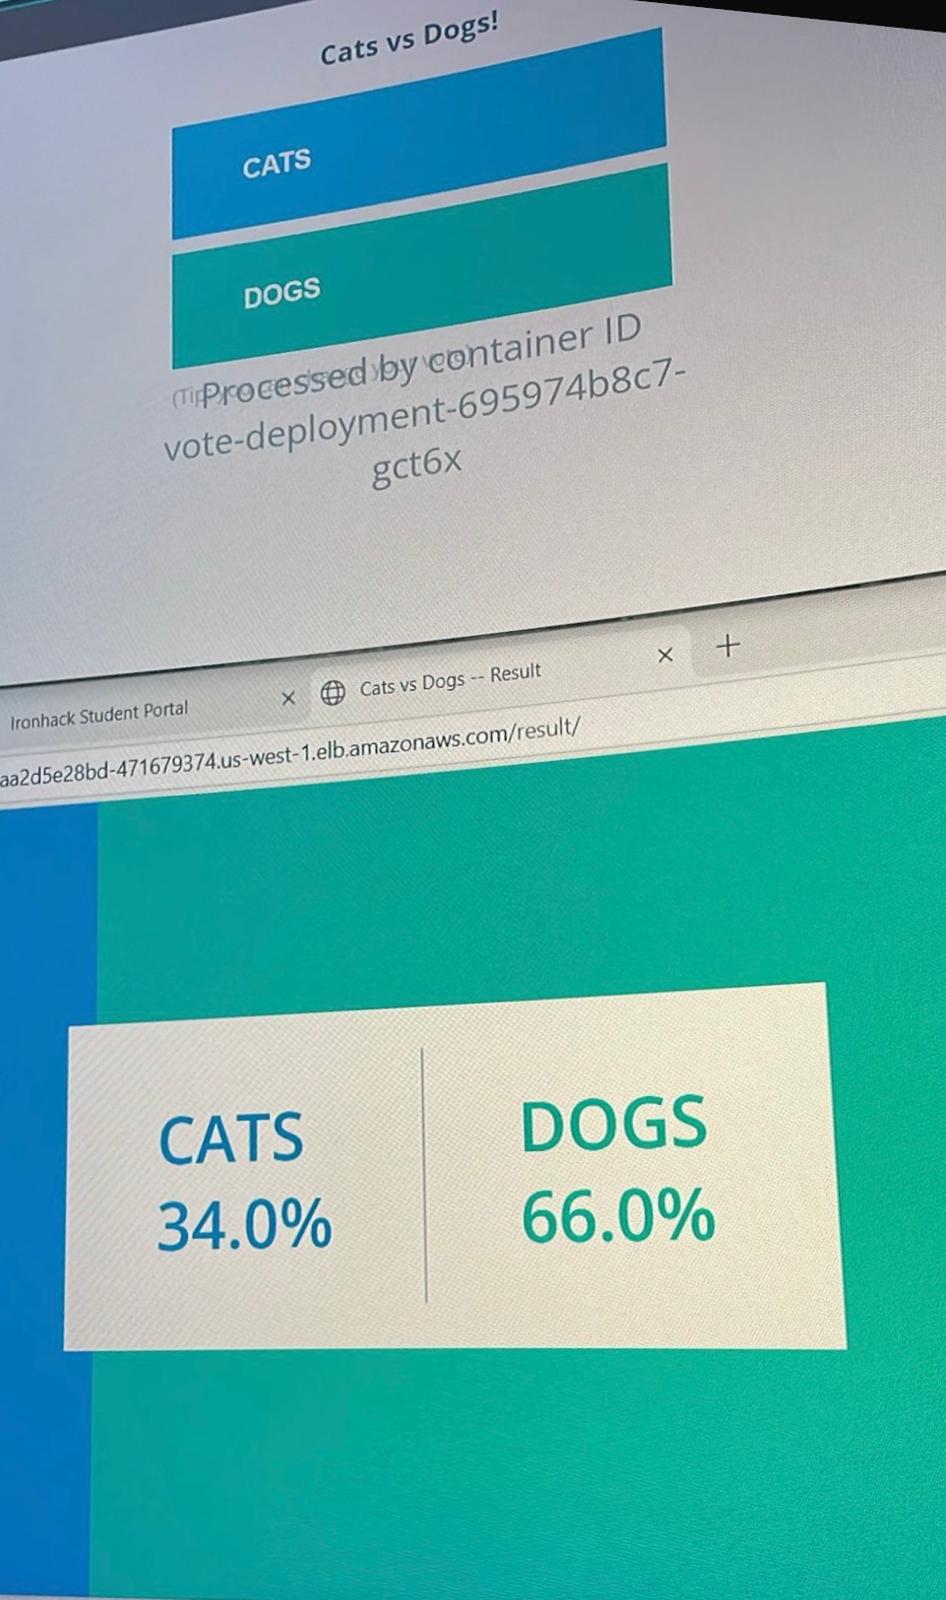 Cats vs Dogs!
CATS
DOGS
(Tip
Processed by container ID
vote-deployment-695974b8c7-
gct6x
Ironhack Student Portal
Cats vs Dogs -- Result
aa2d5e28bd-471679374.us-west-1.elb.amazonaws.com/result/
CATS
DOGS
34.0%
66.0%